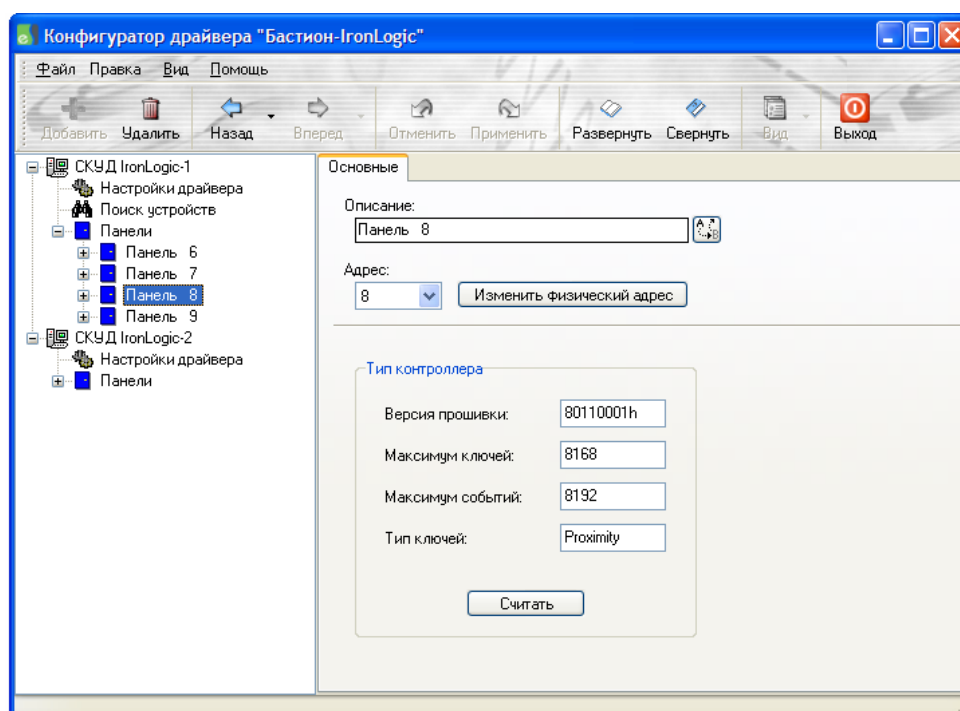 Конфигуратор драйвера "Бастион-IronLogic"
Файл Правка Вид Помощь
Добавить Удалить Назад Вперед Отменить Применить Развернуть Свернуть Вид Выход
СКУД IronLogic-1
Настройки драйвера
Поиск устройств
Панели
Панель 6
Панель 7
Панель 8
Панель 9
СКУД IronLogic-2
Настройки драйвера
Панели
Основные
Описание:
Панель 8
Адрес:
8 Изменить физический адрес
Тип контроллера
Версия прошивки: 80110001h
Максимум ключей: 8168
Максимум событий: 8192
Тип ключей: Proximity
Считать